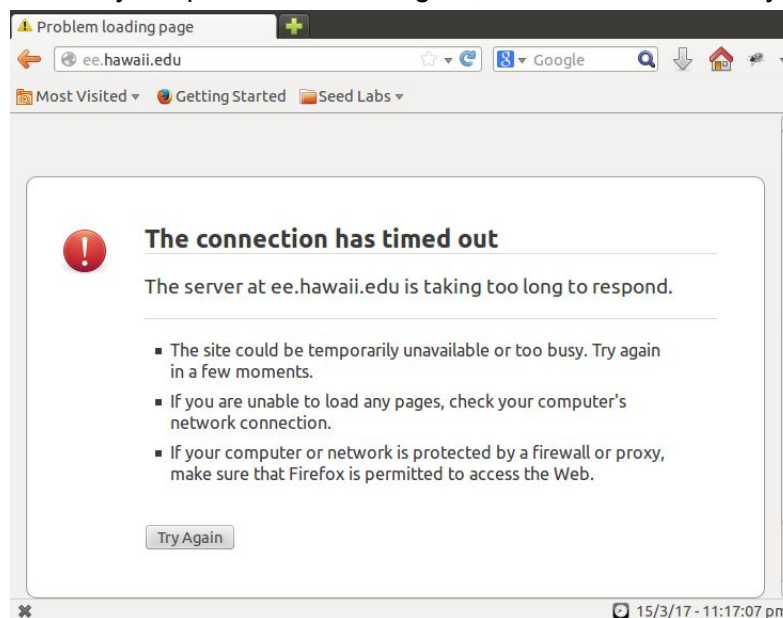 Problem loading page
ee.hawaii.edu
Google
Most Visited
Getting Started
Seed Labs
The connection has timed out
The server at ee.hawaii.edu is taking too long to respond.
The site could be temporarily unavailable or too busy. Try again
in a few moments.
If you are unable to load any pages, check your computer's
network connection.
If your computer or network is protected by a firewall or proxy,
make sure that Firefox is permitted to access the Web.
Try Again
15/3/17 - 11:17:07 pm